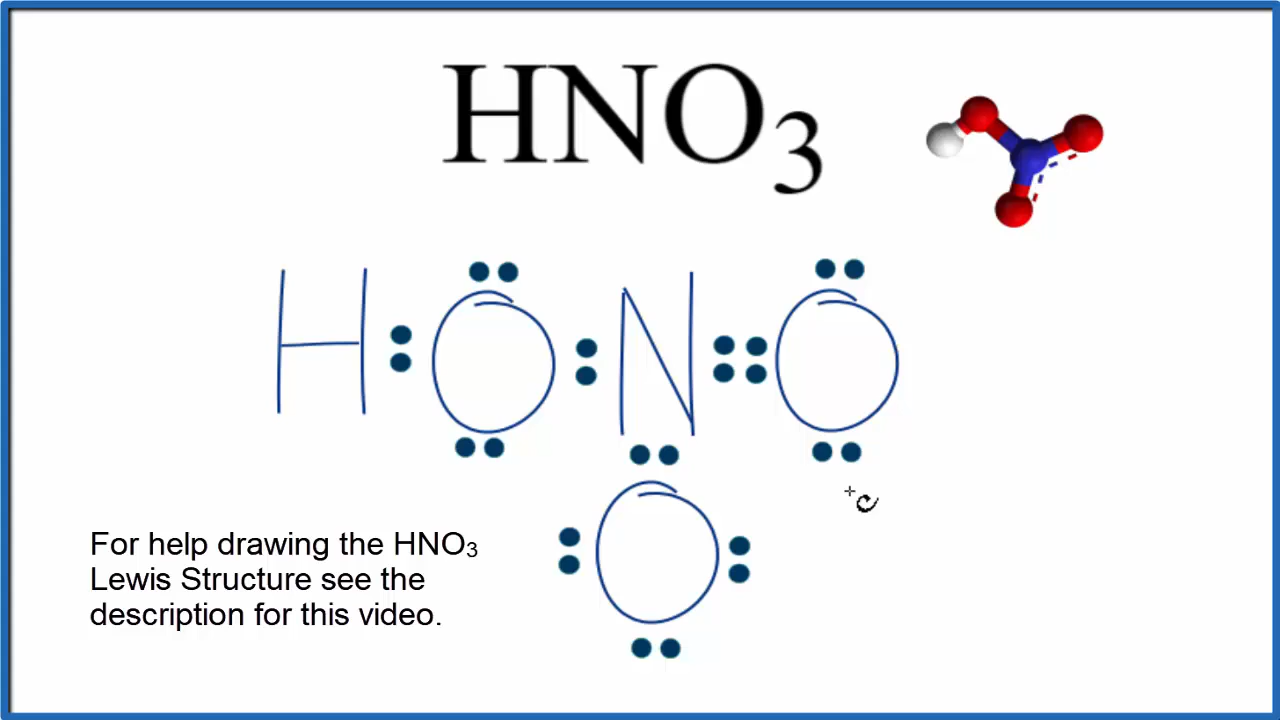 HNO₃
H O N O
O
For help drawing the HNO₃
Lewis Structure see the
description for this video.